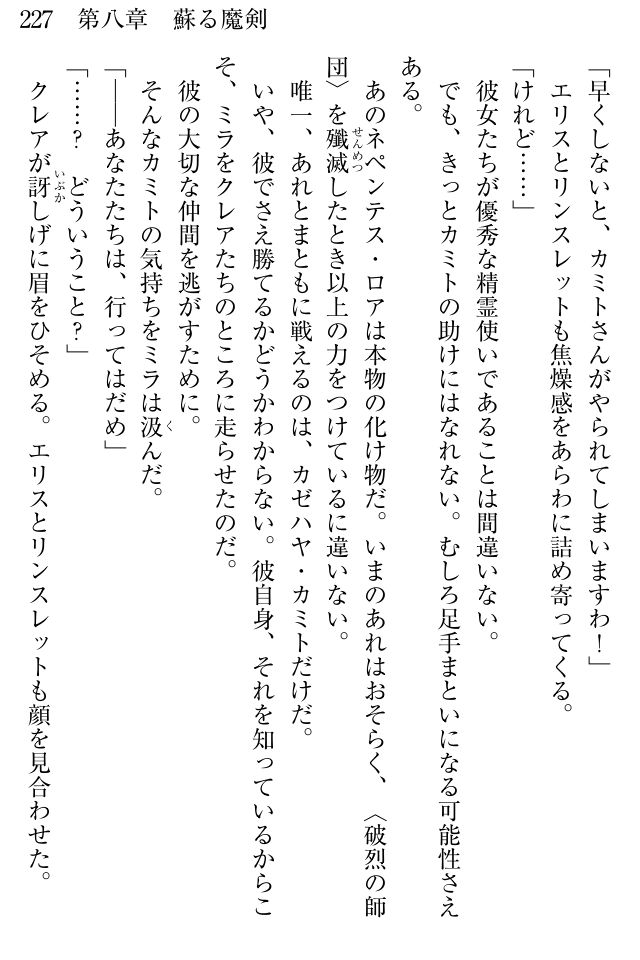 227　第八章　蘇る魔剣
「早くしないと、カミトさんがやられてしまいますわ！」
　エリスとリンスレットも焦燥感をあらわに詰め寄ってくる。
「けれど……」
　彼女たちが優秀な精霊使いであることは間違いない。
　でも、きっとカミトの助けにはなれない。むしろ足手まといになる可能性さえ
ある。
　あのネペンテス・ロアは本物の化け物だ。いまのあれはおそらく、〈破烈の師
団〉を殲滅したとき以上の力をつけているに違いない。
　唯一、あれとまともに戦えるのは、カゼハヤ・カミトだけだ。
　いや、彼でさえ勝てるかどうかわからない。彼自身、それを知っているからこ
そ、ミラをクレアたちのところに走らせたのだ。
　彼の大切な仲間を逃がすために。
　そんなカミトの気持ちをミラは汲んだ。
「――あなたたちは、行ってはだめ」
「……？　どういうこと？」
　クレアが訝しげに眉をひそめる。エリスとリンスレットも顔を見合わせた。
せんめつ
く
いぶか